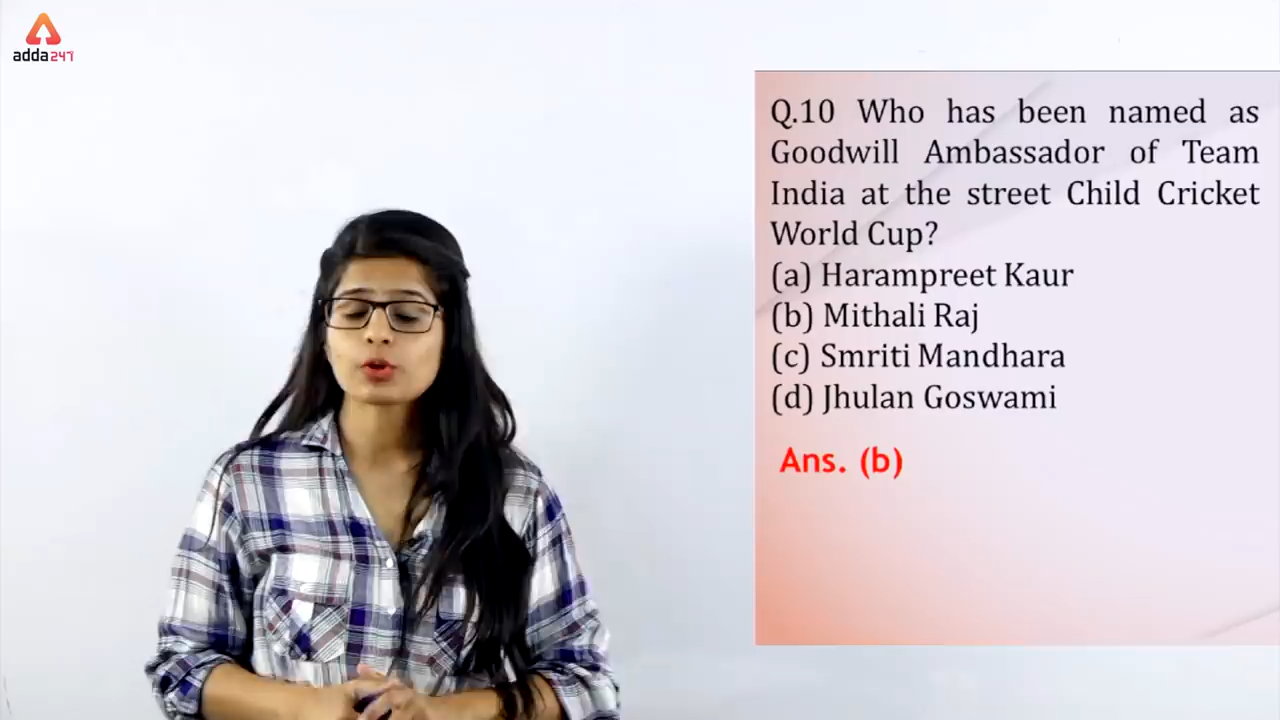 adda247
Q.10 Who has been named as
Goodwill Ambassador of Team
India at the street Child Cricket
World Cup?
(a) Harampreet Kaur
(b) Mithali Raj
(c) Smriti Mandhara
(d) Jhulan Goswami
Ans. (b)